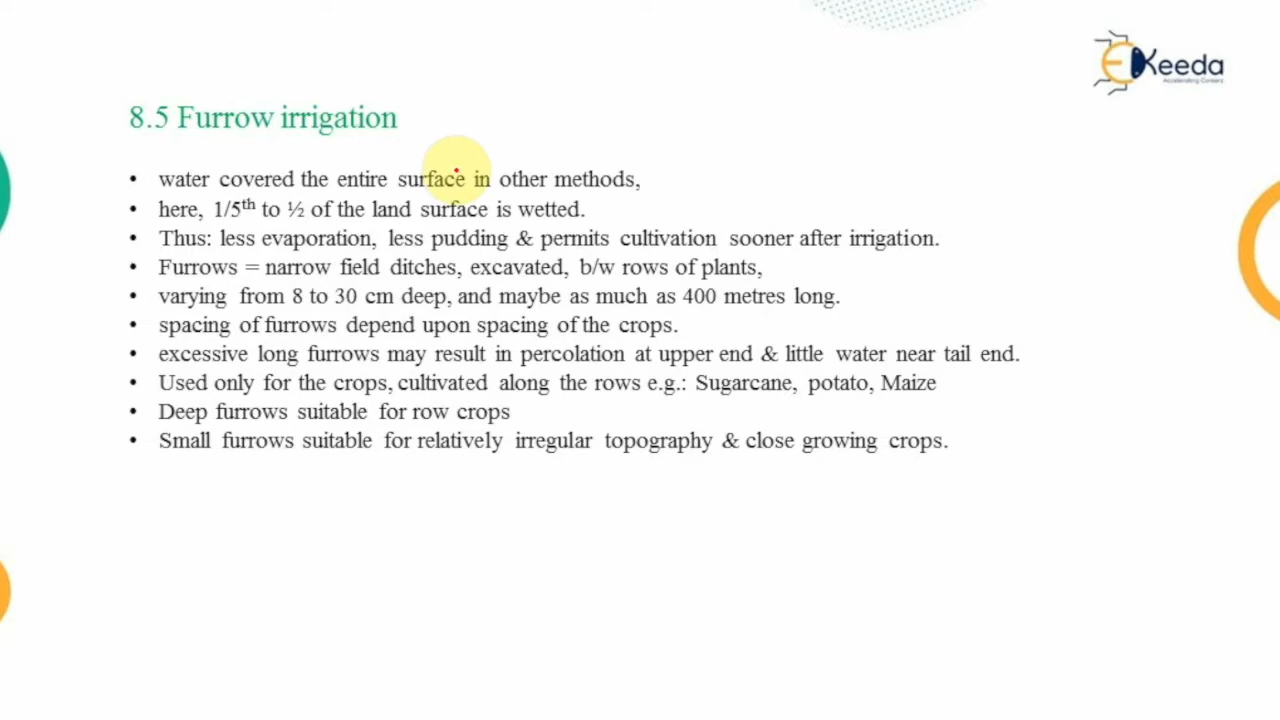 EKeeda
Accelerating Careers
8.5 Furrow irrigation
• water covered the entire surface in other methods,
• here, 1/5th to ½ of the land surface is wetted.
• Thus: less evaporation, less pudding & permits cultivation sooner after irrigation.
• Furrows = narrow field ditches, excavated, b/w rows of plants,
• varying from 8 to 30 cm deep, and maybe as much as 400 metres long.
• spacing of furrows depend upon spacing of the crops.
• excessive long furrows may result in percolation at upper end & little water near tail end.
• Used only for the crops, cultivated along the rows e.g.: Sugarcane, potato, Maize
• Deep furrows suitable for row crops
• Small furrows suitable for relatively irregular topography & close growing crops.